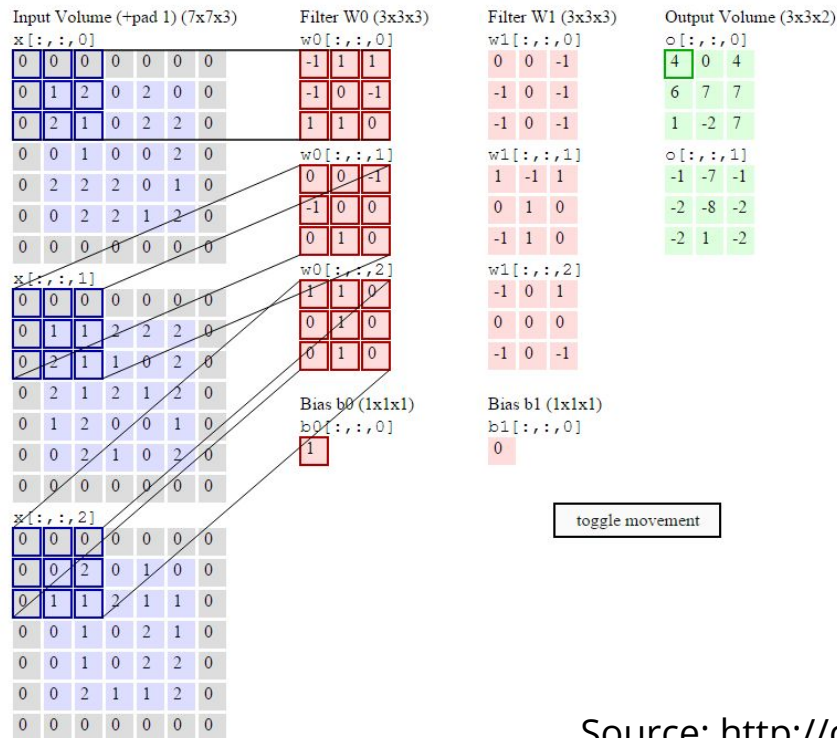 Input Volume (+pad 1) (7x7x3)
x[:,:,0]
0 0 0 0 0 0 0
0 1 2 0 2 0 0
0 2 1 0 2 2 0
0 0 1 0 0 2 0
0 2 2 2 0 1 0
0 0 2 2 1 2 0
0 0 0 0 0 0 0
x[:,:,1]
0 0 0 0 0 0 0
0 1 1 2 2 2 0
0 2 1 1 0 2 0
0 2 1 2 1 2 0
0 1 2 0 0 1 0
0 0 2 1 0 2 0
0 0 0 0 0 0 0
x[:,:,2]
0 0 0 0 0 0 0
0 0 2 0 1 0 0
0 1 1 2 1 1 0
0 0 1 0 2 1 0
0 0 1 0 2 2 0
0 0 2 1 1 2 0
0 0 0 0 0 0 0
Filter W0 (3x3x3)
w0[:,:,0]
-1 1 1
-1 0 -1
1 1 0
w0[:,:,1]
0 0 -1
-1 0 0
0 1 0
w0[:,:,2]
1 1 0
0 1 0
0 1 0
Bias b0 (1x1x1)
b0[:,:,0]
1
Filter W1 (3x3x3)
w1[:,:,0]
0 0 -1
-1 0 -1
-1 0 -1
w1[:,:,1]
1 -1 1
0 1 0
-1 1 0
w1[:,:,2]
-1 0 1
0 0 0
-1 0 -1
Bias b1 (1x1x1)
b1[:,:,0]
0
Output Volume (3x3x2)
o[:,:,0]
4 0 4
6 7 7
1 -2 7
o[:,:,1]
-1 -7 -1
-2 -8 -2
-2 1 -2
toggle movement
Source: http://